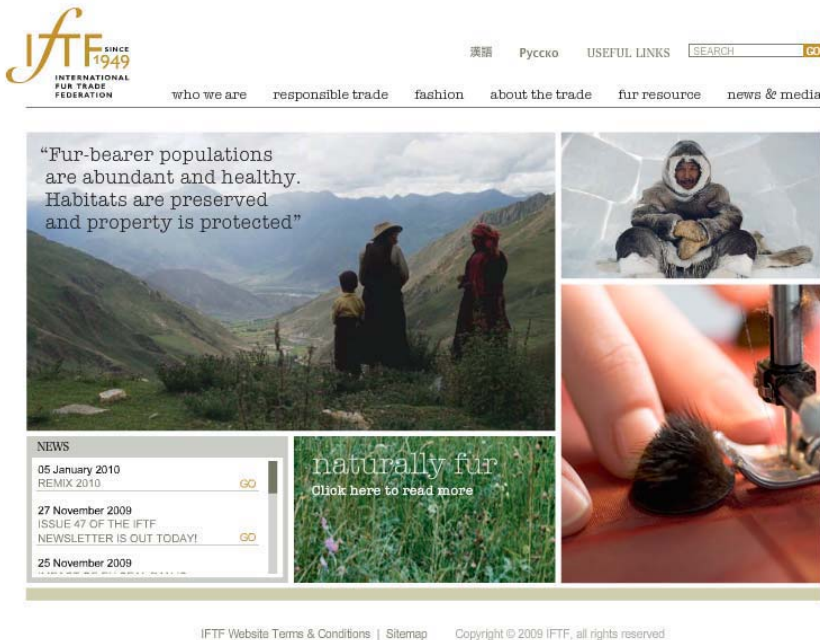 IFTF SINCE
1949
INTERNATIONAL
FUR TRADE
FEDERATION
漢語 Русско USEFUL LINKS SEARCH GO
who we are responsible trade fashion about the trade fur resource news & media
“Fur-bearer populations
are abundant and healthy.
Habitats are preserved
and property is protected”
NEWS
05 January 2010
REMIX 2010 GO
27 November 2009
ISSUE 47 OF THE IFTF
NEWSLETTER IS OUT TODAY! GO
25 November 2009
naturally fur
Click here to read more
IFTF Website Terms & Conditions | Sitemap Copyright © 2009 IFTF, all rights reserved